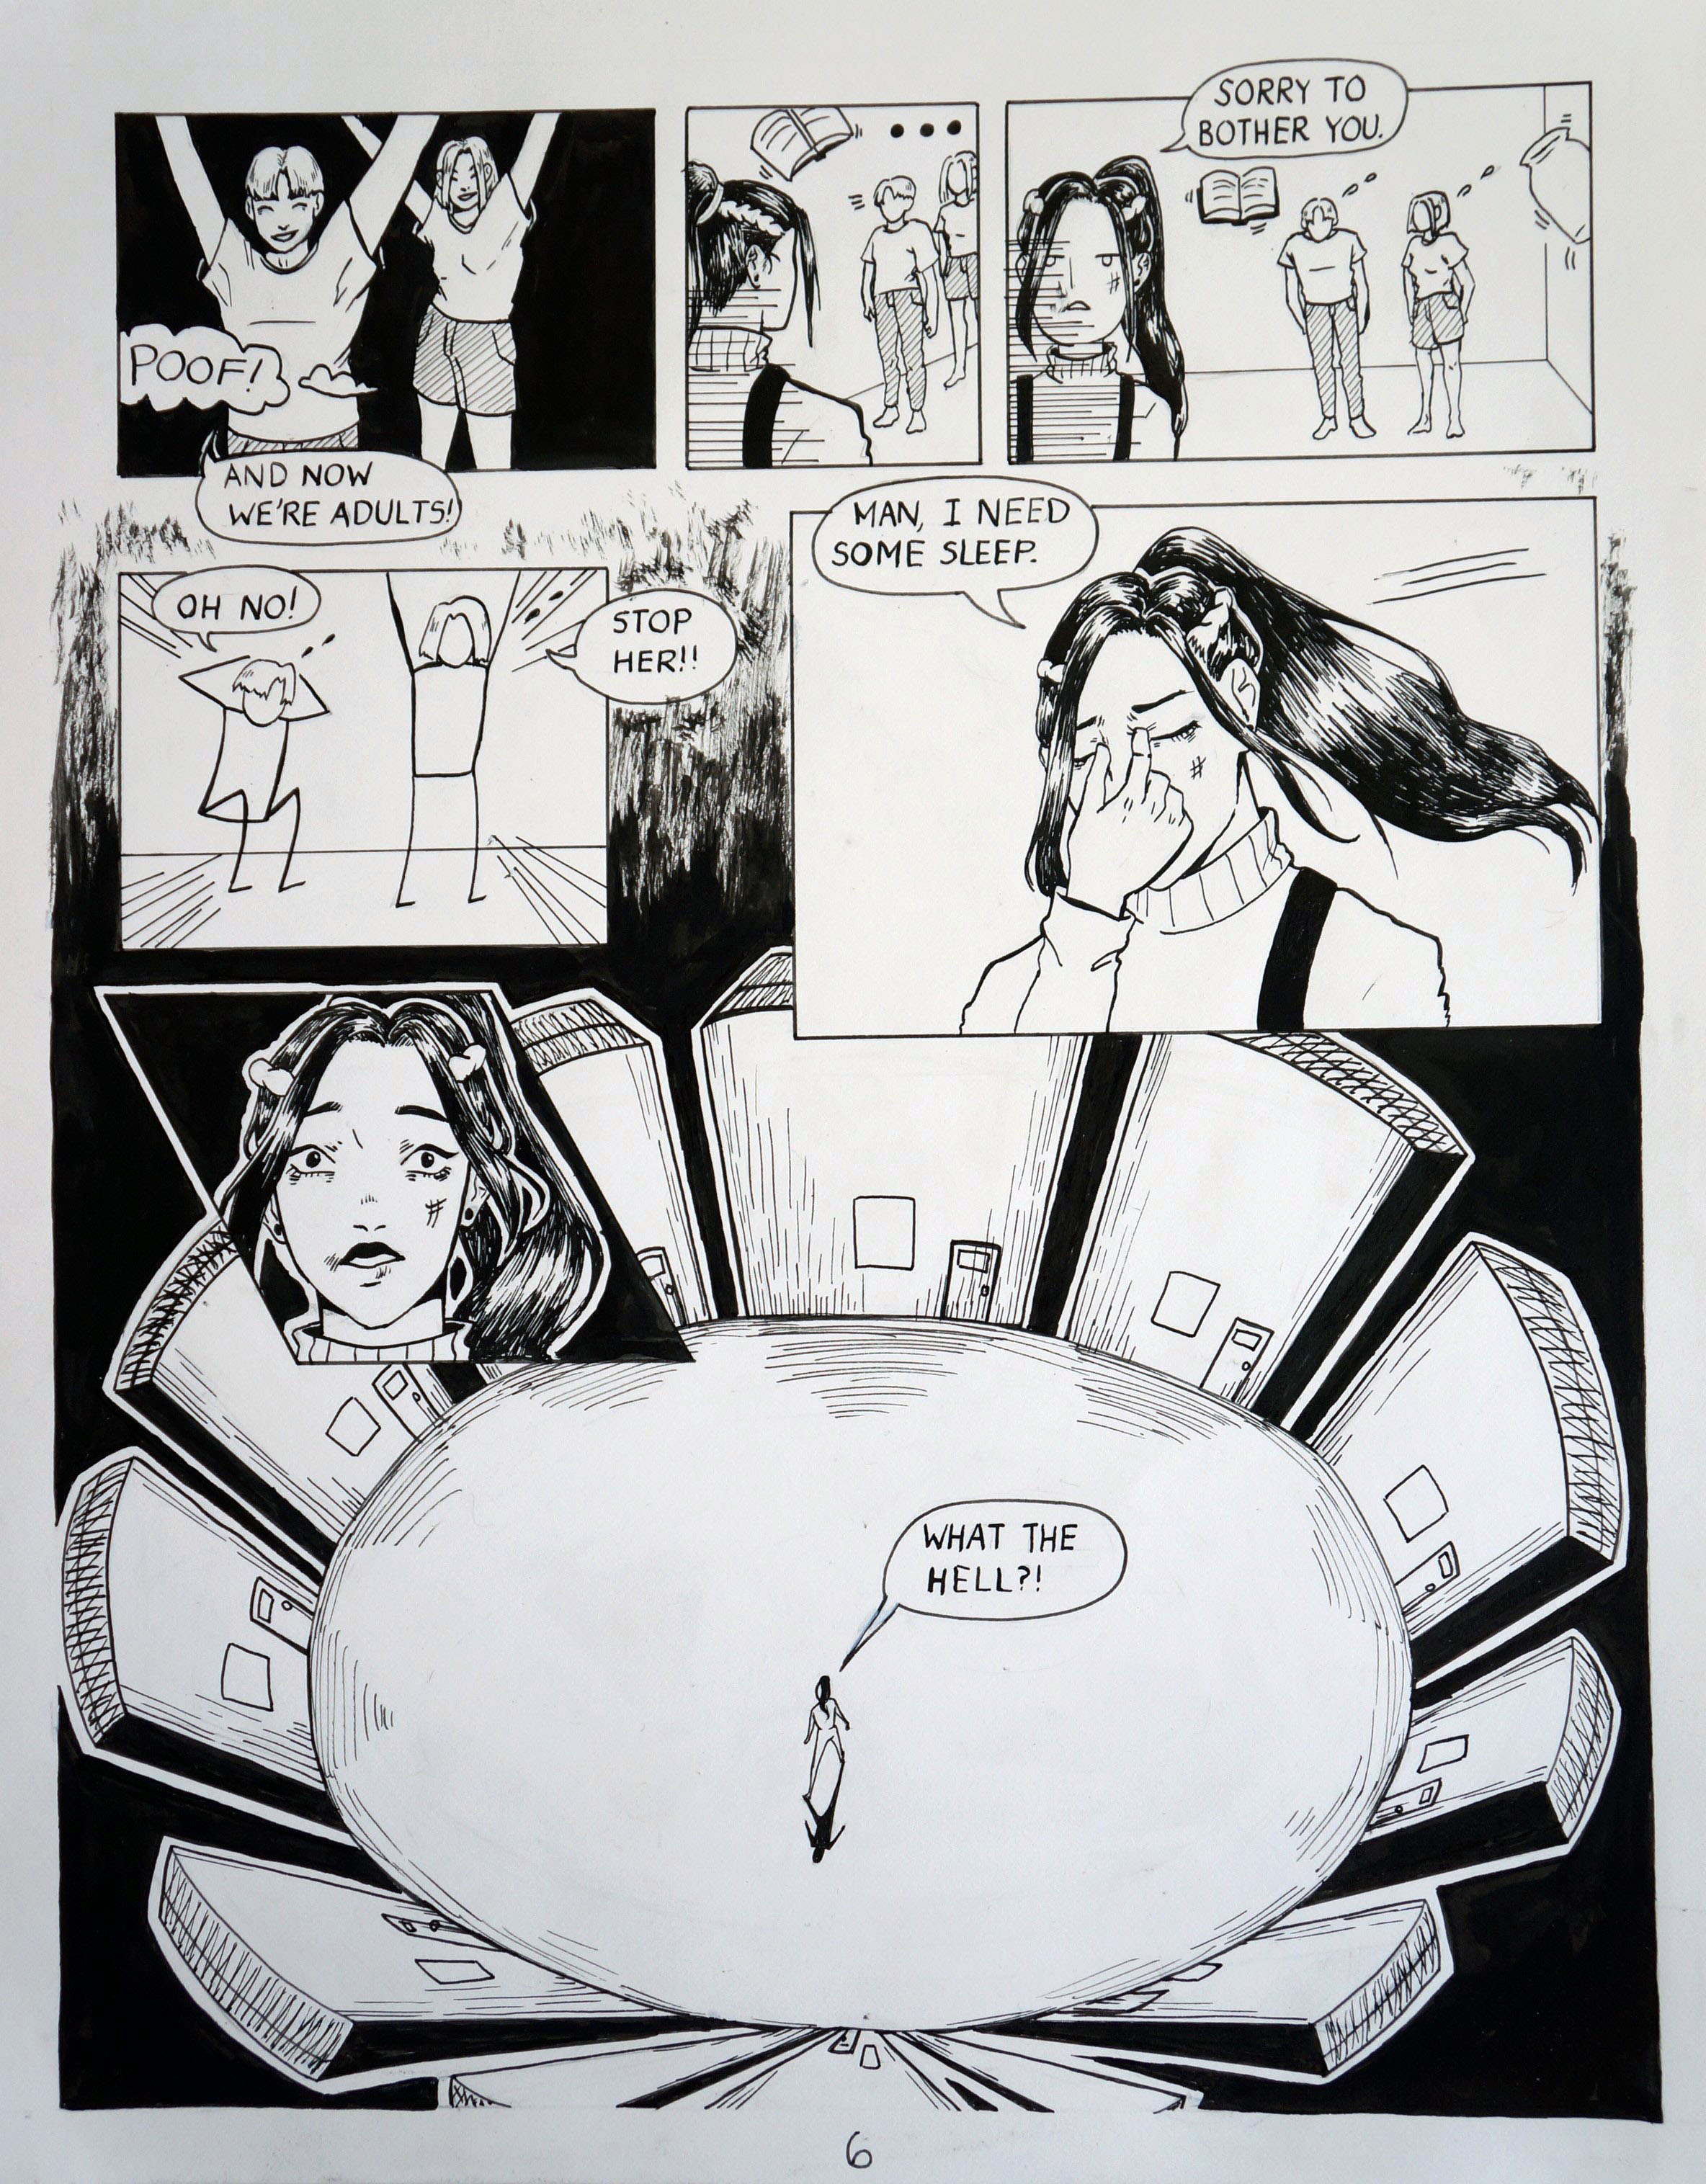 POOF!
AND NOW
WE'RE ADULTS!
...
SORRY TO
BOTHER YOU.
OH NO!
STOP
HER!!
MAN, I NEED
SOME SLEEP.
WHAT THE
HELL?!
6